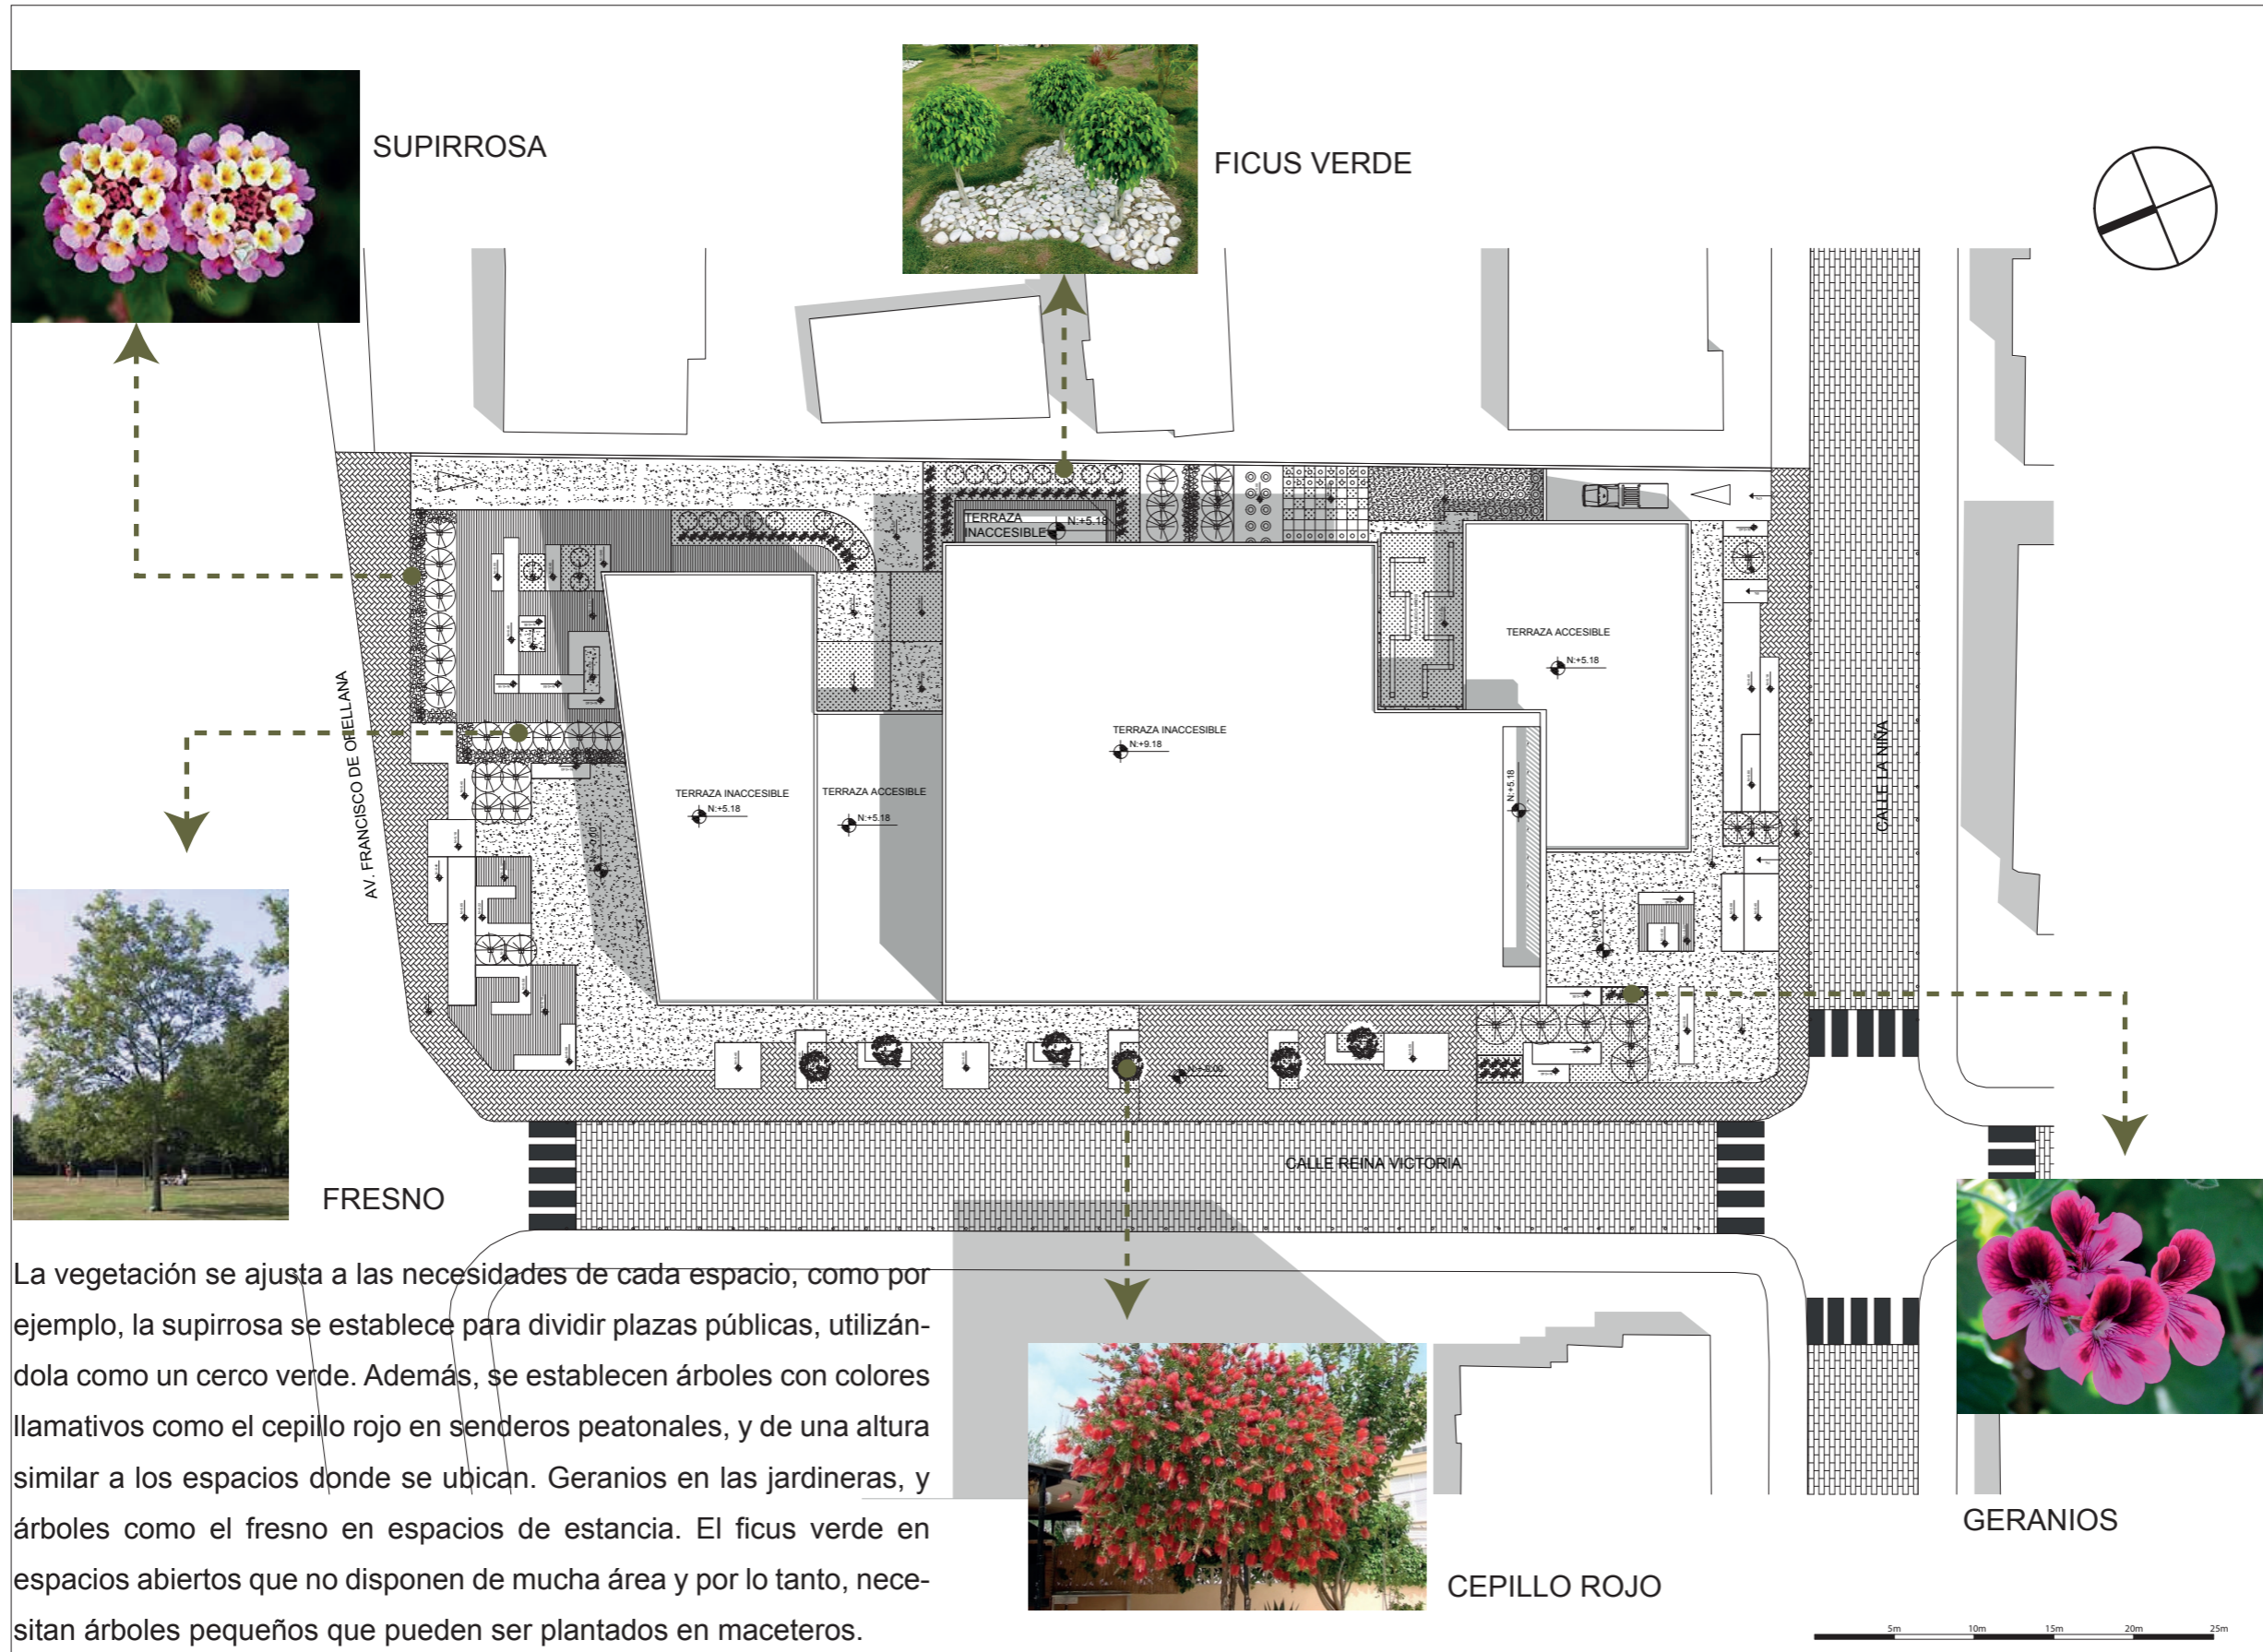 SUPIRROSA
FICUS VERDE
TERRAZA
INACCESIBLE
N:+5.18
TERRAZA ACCESIBLE
N:+5.18
AV. FRANCISCO DE ORELLANA
TERRAZA INACCESIBLE
N:+9.18
CALLE LA NIÑA
TERRAZA INACCESIBLE
N:+5.18
TERRAZA ACCESIBLE
N:+5.18
N:+5.18
CALLE REINA VICTORIA
FRESNO
La vegetación se ajusta a las necesidades de cada espacio, como por
ejemplo, la supirrosa se establece para dividir plazas públicas, utilizán-
dola como un cerco verde. Además, se establecen árboles con colores
llamativos como el cepillo rojo en senderos peatonales, y de una altura
similar a los espacios donde se ubican. Geranios en las jardineras, y
árboles como el fresno en espacios de estancia. El ficus verde en
espacios abiertos que no disponen de mucha área y por lo tanto, nece-
sitan árboles pequeños que pueden ser plantados en maceteros.
GERANIOS
CEPILLO ROJO
5m 10m 15m 20m 25m